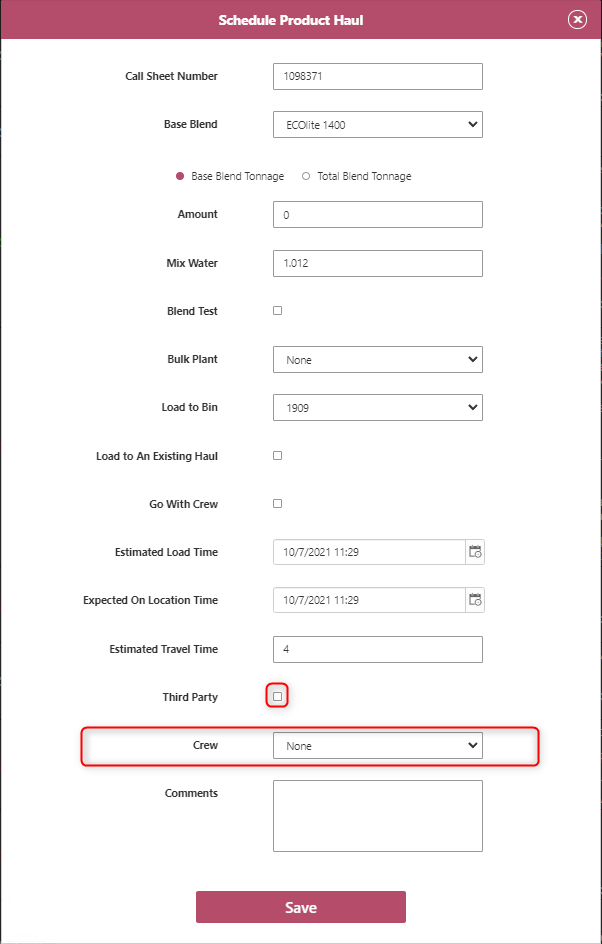 Schedule Product Haul
Call Sheet Number 1098371
Base Blend ECOlite 1400
Base Blend Tonnage Total Blend Tonnage
Amount 0
Mix Water 1.012
Blend Test
Bulk Plant None
Load to Bin 1909
Load to An Existing Haul
Go With Crew
Estimated Load Time 10/7/2021 11:29
Expected On Location Time 10/7/2021 11:29
Estimated Travel Time 4
Third Party
Crew None
Comments
Save